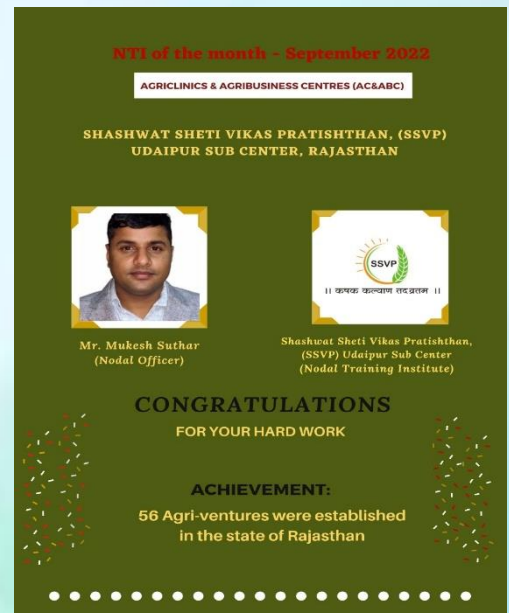 NTI of the month - September 2022
AGRICLINICS & AGRIBUSINESS CENTRES (AC&ABC)
SHASHWAT SHETI VIKAS PRATISHTHAN, (SSVP)
UDAIPUR SUB CENTER, RAJASTHAN
SSVP
।। कृषक कल्याण तदव्रतम ।।
Mr. Mukesh Suthar
(Nodal Officer)
Shashwat Sheti Vikas Pratishthan,
(SSVP) Udaipur Sub Center
(Nodal Training Institute)
CONGRATULATIONS
FOR YOUR HARD WORK
ACHIEVEMENT:
56 Agri-ventures were established
in the state of Rajasthan